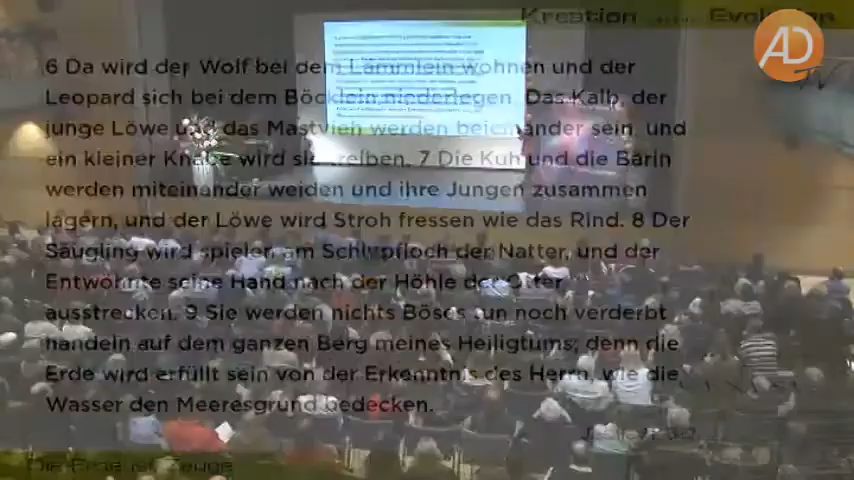 Kreation
Evolution
AD
TV
6 Da wird der Wolf bei dem Lämmlein wohnen und der
Leopard sich bei dem Böcklein niederlegen. Das Kalb, der
junge Löwe und das Mastvieh werden beieinander sein, und
ein kleiner Knabe wird sie treiben. 7 Die Kuh und die Bärin
werden miteinander weiden und ihre Jungen zusammen
lagern, und der Löwe wird Stroh fressen wie das Rind. 8 Der
Säugling wird spielen am Schlupfloch der Natter, und der
Entwöhnte seine Hand nach der Höhle der Otter
ausstrecken. 9 Sie werden nichts Böses tun noch verderbt
handeln auf dem ganzen Berg meines Heiligtums; denn die
Erde wird erfüllt sein von der Erkenntnis des Herrn, wie die
Wasser den Meeresgrund bedecken.
Die Erde ist Zeuge